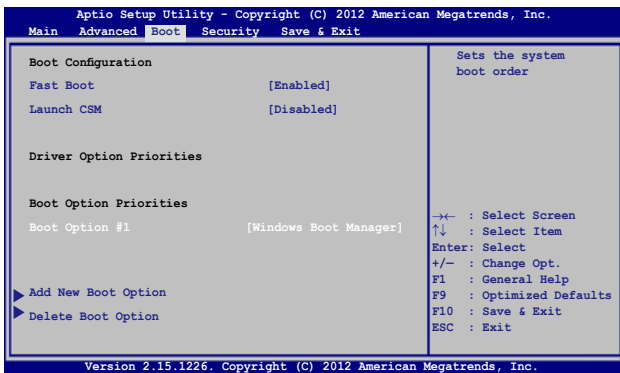 Aptio Setup Utility - Copyright (C) 2012 American Megatrends, Inc.
Main Advanced Boot Security Save & Exit
Boot Configuration
Fast Boot [Enabled]
Launch CSM [Disabled]
Driver Option Priorities
Boot Option Priorities
Boot Option #1 [Windows Boot Manager]
Add New Boot Option
Delete Boot Option
Sets the system
boot order
→← : Select Screen
↑↓ : Select Item
Enter: Select
+/— : Change Opt.
F1 : General Help
F9 : Optimized Defaults
F10 : Save & Exit
ESC : Exit
Version 2.15.1226. Copyright (C) 2012 American Megatrends, Inc.